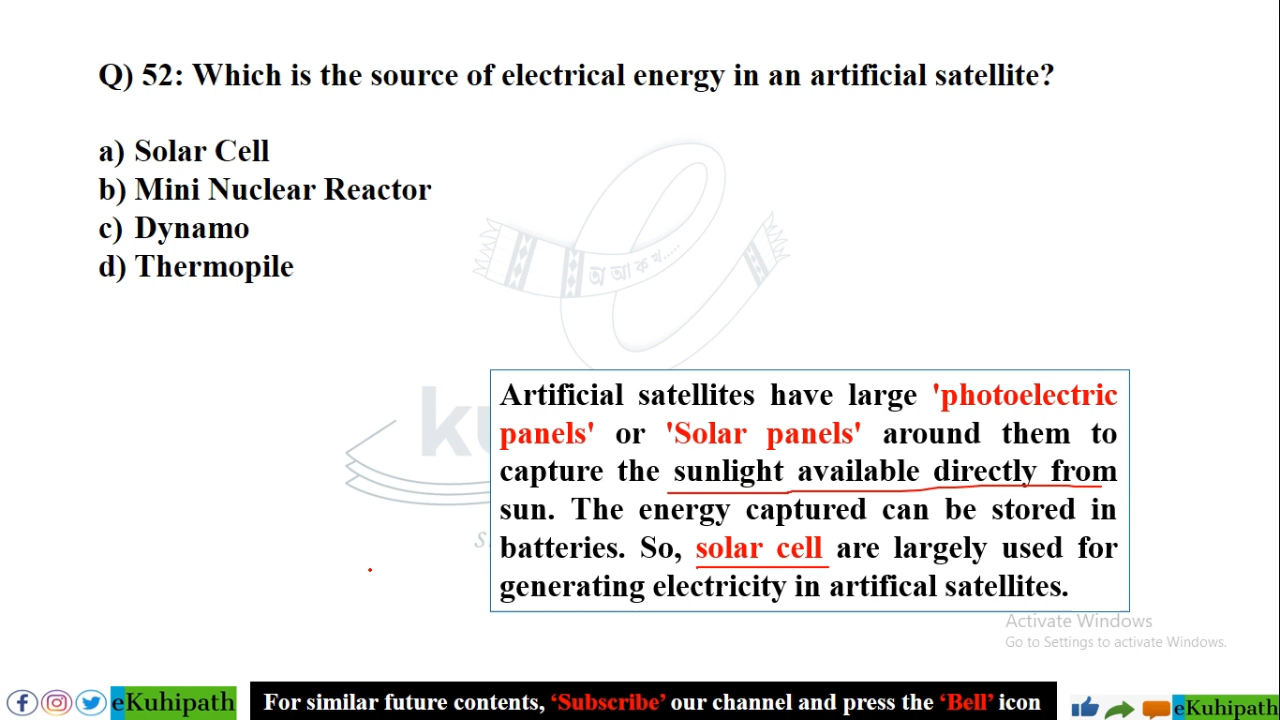 Q) 52: Which is the source of electrical energy in an artificial satellite?
a) Solar Cell
b) Mini Nuclear Reactor
c) Dynamo
d) Thermopile
অ আ ক খ.....
ku
Artificial satellites have large 'photoelectric
panels' or 'Solar panels' around them to
capture the sunlight available directly from
sun. The energy captured can be stored in
batteries. So, solar cell are largely used for
generating electricity in artifical satellites.
Activate Windows
Go to Settings to activate Windows.
eKuhipath
For similar future contents, ‘Subscribe’ our channel and press the ‘Bell’ icon
eKuhipath